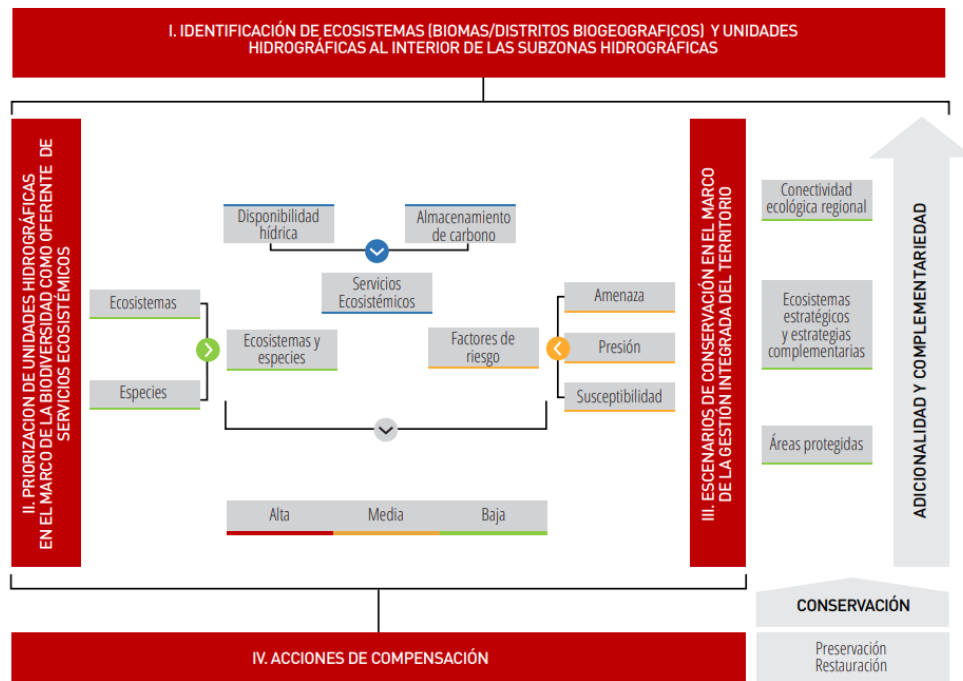 I. IDENTIFICACIÓN DE ECOSISTEMAS (BIOMAS/DISTRITOS BIOGEOGRAFICOS) Y UNIDADES
HIDROGRÁFICAS AL INTERIOR DE LAS SUBZONAS HIDROGRÁFICAS
II. PRIORIZACION DE UNIDADES HIDROGRÁFICAS
EN EL MARCO DE LA BIODIVERSIDAD COMO OFERENTE DE
SERVICIOS ECOSISTÉMICOS
Disponibilidad
hídrica
Almacenamiento
de carbono
Servicios
Ecosistémicos
Ecosistemas
Especies
Ecosistemas y
especies
Factores de
riesgo
Amenaza
Presión
Susceptibilidad
Alta
Media
Baja
III. ESCENARIOS DE CONSERVACIÓN EN EL MARCO
DE LA GESTIÓN INTEGRADA DEL TERRITORIO
Conectividad
ecológica regional
Ecosistemas
estratégicos
y estrategias
complementarias
Áreas protegidas
ADICIONALIDAD Y COMPLEMENTARIEDAD
CONSERVACIÓN
Preservación
Restauración
IV. ACCIONES DE COMPENSACIÓN